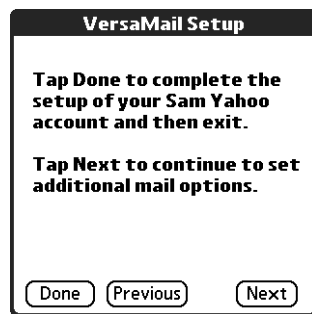 VersaMail Setup
Tap Done to complete the
setup of your Sam Yahoo
account and then exit.
Tap Next to continue to set
additional mail options.
Done Previous Next